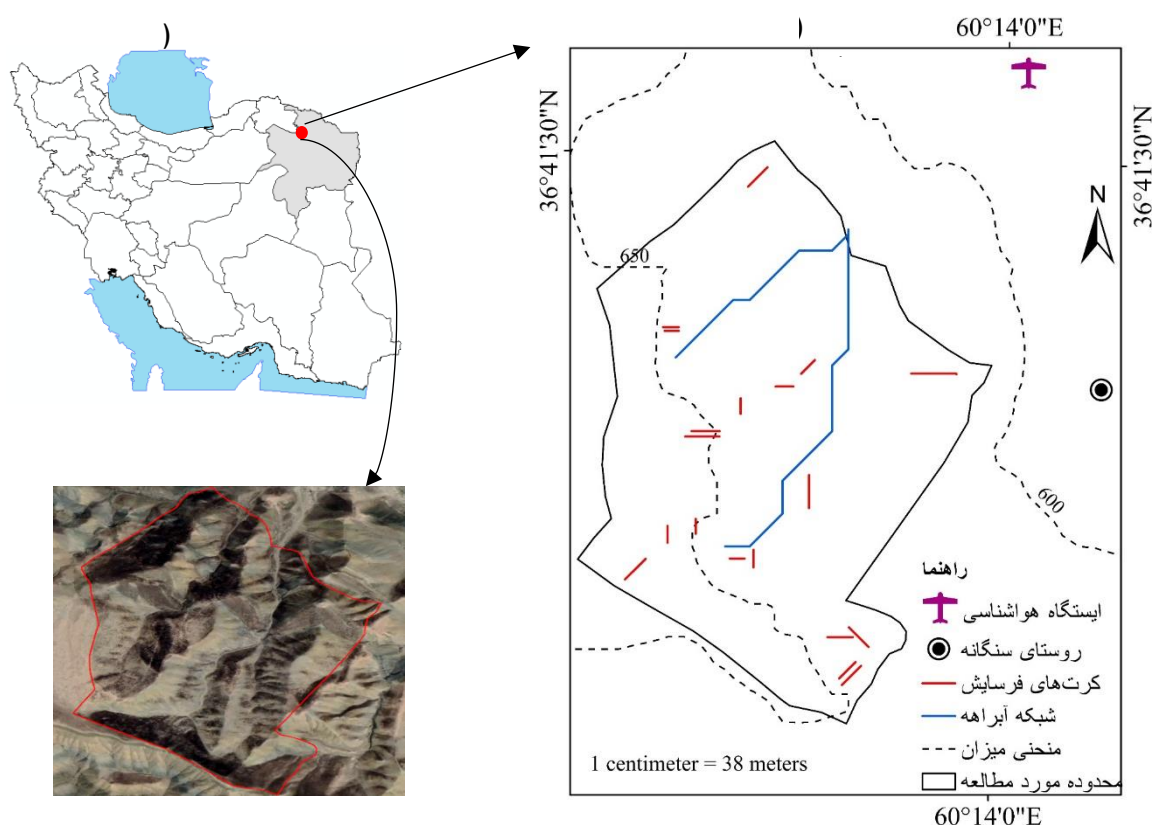 )
)
60°14'0"E
36°41'30"N
36°41'30"N
N
650
600
راهنما
ایستگاه هواشناسی
روستای سنگانه
کرت‌های فرسایش
شبکه آبراهه
منحنی میزان
محدوده مورد مطالعه
1 centimeter = 38 meters
60°14'0"E